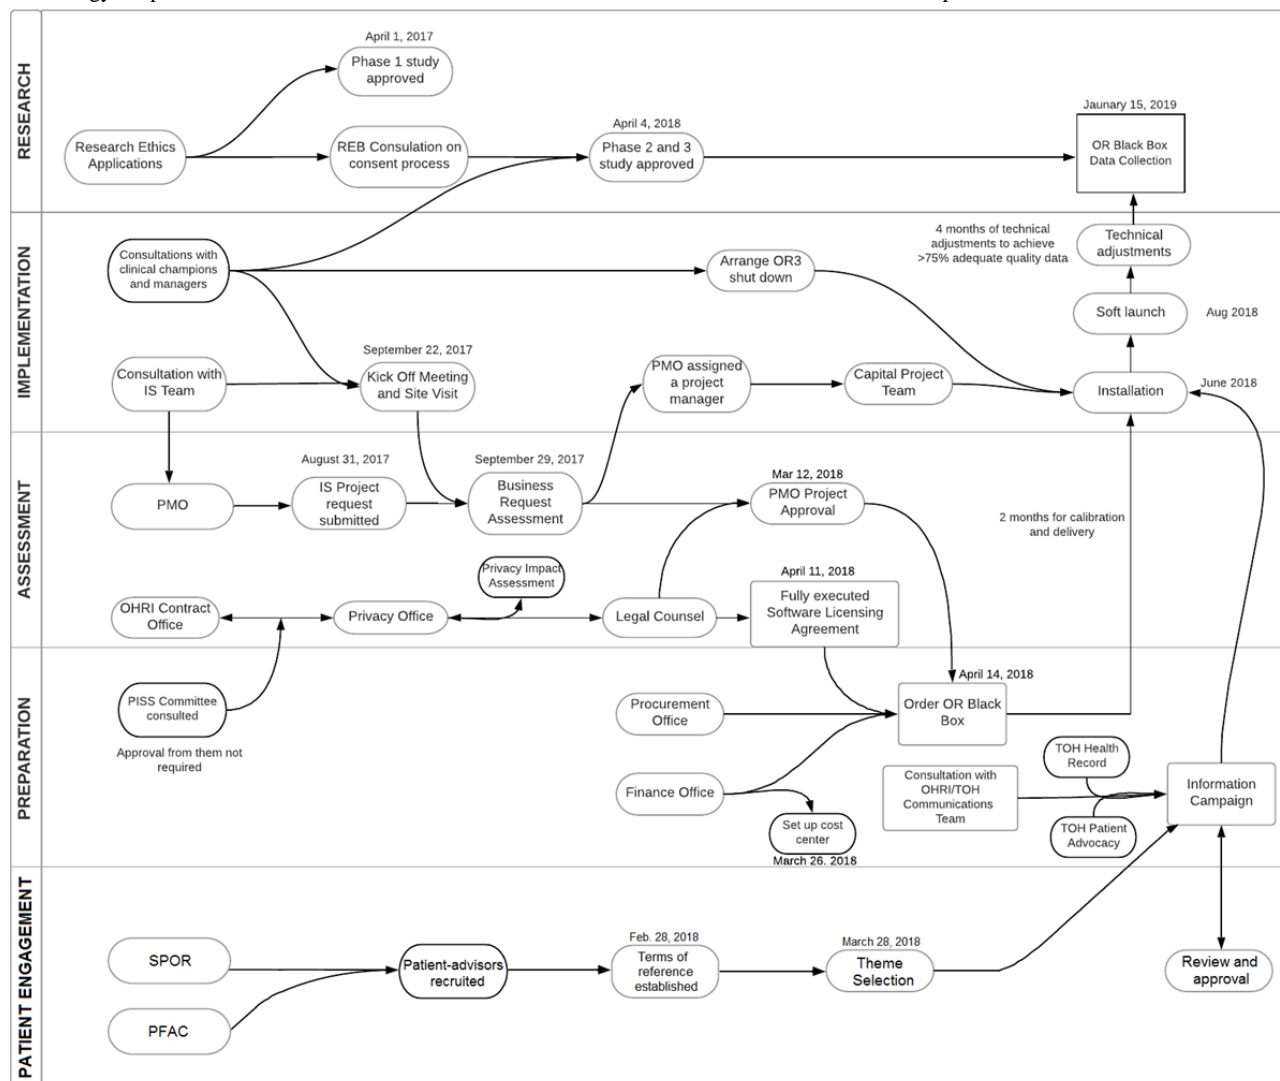 RESEARCH
April 1, 2017
Phase 1 study
approved
Research Ethics
Applications
REB Consulation on
consent process
April 4, 2018
Phase 2 and 3
study approved
Jaunary 15, 2019
OR Black Box
Data Collection
IMPLEMENTATION
Consultations with
clinical champions
and managers
Arrange OR3
shut down
4 months of technical
adjustments to achieve
>75% adequate quality data
Technical
adjustments
Soft launch
Aug 2018
Consultation with
IS Team
September 22, 2017
Kick Off Meeting
and Site Visit
PMO assigned
a project
manager
Capital Project
Team
Installation
June 2018
ASSESSMENT
PMO
August 31, 2017
IS Project
request
submitted
September 29, 2017
Business
Request
Assessment
Mar 12, 2018
PMO Project
Approval
2 months for calibration
and delivery
OHRI Contract
Office
Privacy Office
Privacy Impact
Assessment
Legal Counsel
April 11, 2018
Fully executed
Software Licensing
Agreement
PREPARATION
PISS Committee
consulted
Approval from them not
required
Procurement
Office
April 14, 2018
Order OR Black
Box
Finance Office
Set up cost
center
March 26, 2018
Consultation with
OHRI/TOH
Communications
Team
TOH Health
Record
TOH Patient
Advocacy
Information
Campaign
PATIENT ENGAGEMENT
SPOR
PFAC
Patient-advisors
recruited
Feb. 28, 2018
Terms of
reference
established
March 28, 2018
Theme
Selection
Review and
approval